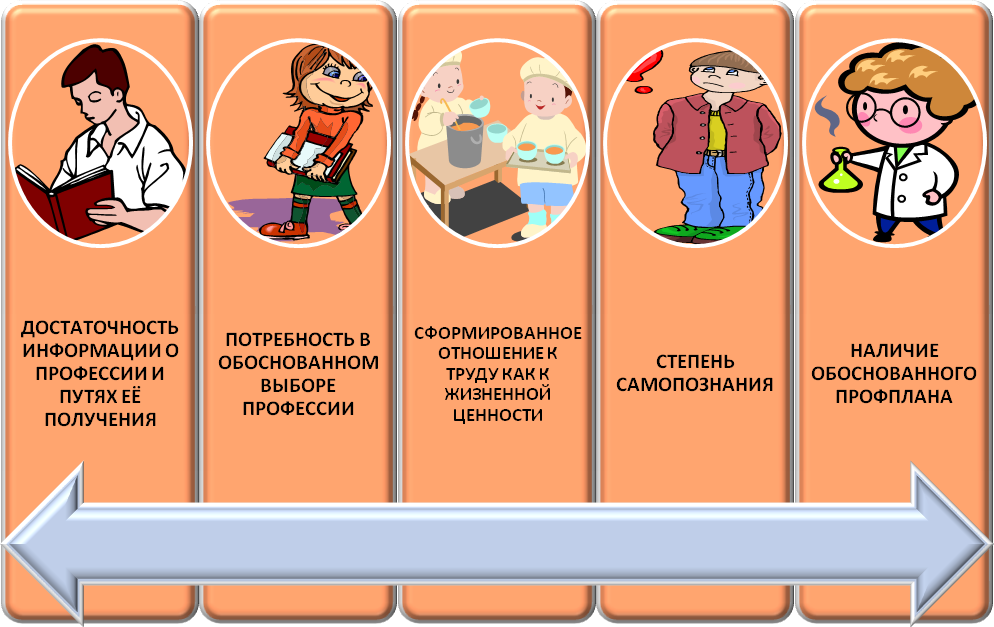 ДОСТАТОЧНОСТЬ
ИНФОРМАЦИИ О
ПРОФЕССИИ И
ПУТЯХ ЕЁ
ПОЛУЧЕНИЯ
ПОТРЕБНОСТЬ В
ОБОСНОВАННОМ
ВЫБОРЕ
ПРОФЕССИИ
СФОРМИРОВАННОЕ
ОТНОШЕНИЕ К
ТРУДУ КАК К
ЖИЗНЕННОЙ
ЦЕННОСТИ
СТЕПЕНЬ
САМОПОЗНАНИЯ
НАЛИЧИЕ
ОБОСНОВАННОГО
ПРОФПЛАНА